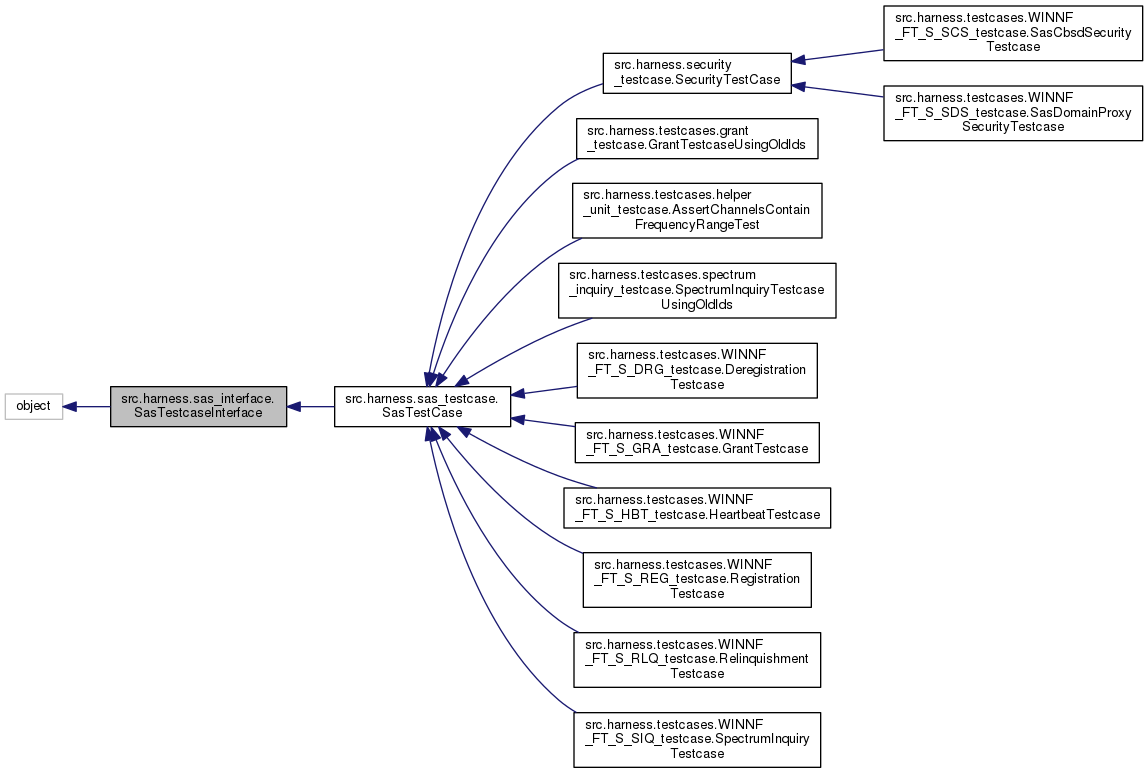 object
src.harness.sas_interface.
SasTestcaseInterface
src.harness.sas_testcase.
SasTestCase
src.harness.security
_testcase.SecurityTestCase
src.harness.testcases.WINNF
_FT_S_SCS_testcase.SasCbsdSecurity
Testcase
src.harness.testcases.WINNF
_FT_S_SDS_testcase.SasDomainProxy
SecurityTestcase
src.harness.testcases.grant
_testcase.GrantTestcaseUsingOldIds
src.harness.testcases.helper
_unit_testcase.AssertChannelsContain
FrequencyRangeTest
src.harness.testcases.spectrum
_inquiry_testcase.SpectrumInquiryTestcase
UsingOldIds
src.harness.testcases.WINNF
_FT_S_DRG_testcase.Deregistration
Testcase
src.harness.testcases.WINNF
_FT_S_GRA_testcase.GrantTestcase
src.harness.testcases.WINNF
_FT_S_HBT_testcase.HeartbeatTestcase
src.harness.testcases.WINNF
_FT_S_REG_testcase.Registration
Testcase
src.harness.testcases.WINNF
_FT_S_RLQ_testcase.Relinquishment
Testcase
src.harness.testcases.WINNF
_FT_S_SIQ_testcase.SpectrumInquiry
Testcase